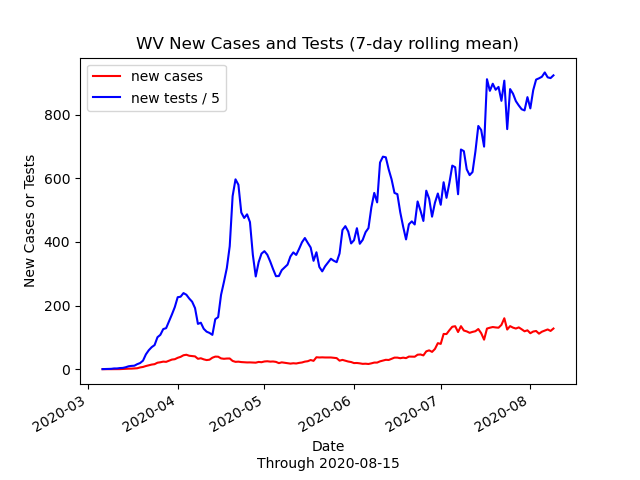 WV New Cases and Tests (7-day rolling mean)
new cases
new tests / 5
New Cases or Tests
800
600
400
200
0
2020-03
2020-04
2020-05
2020-06
2020-07
2020-08
Date
Through 2020-08-15